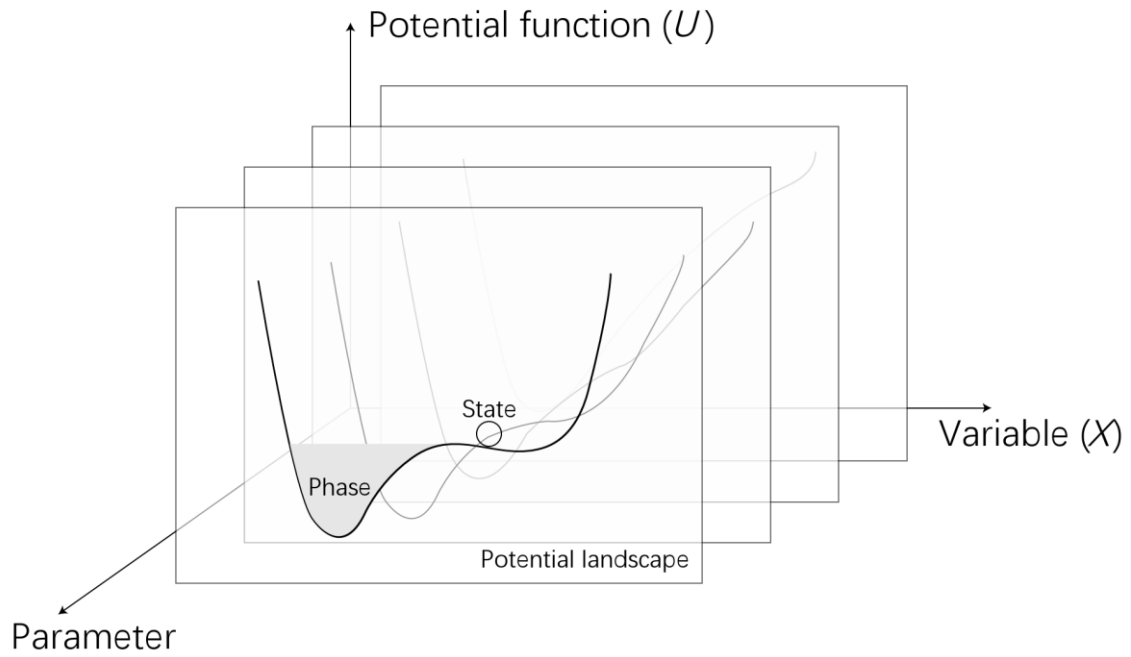 Potential function (U)
State
Variable (X)
Phase
Potential landscape
Parameter